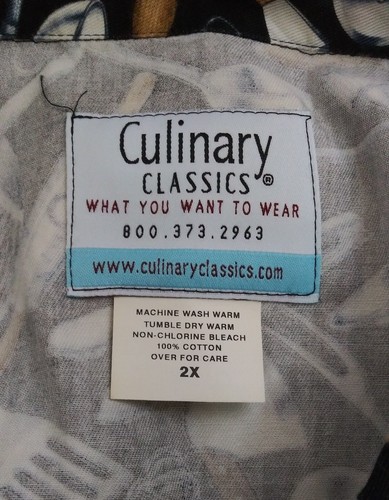 Culinary
CLASSICS®
WHAT YOU WANT TO WEAR
800.373.2963
www.culinaryclassics.com
MACHINE WASH WARM
TUMBLE DRY WARM
NON-CHLORINE BLEACH
100% COTTON
OVER FOR CARE
2X